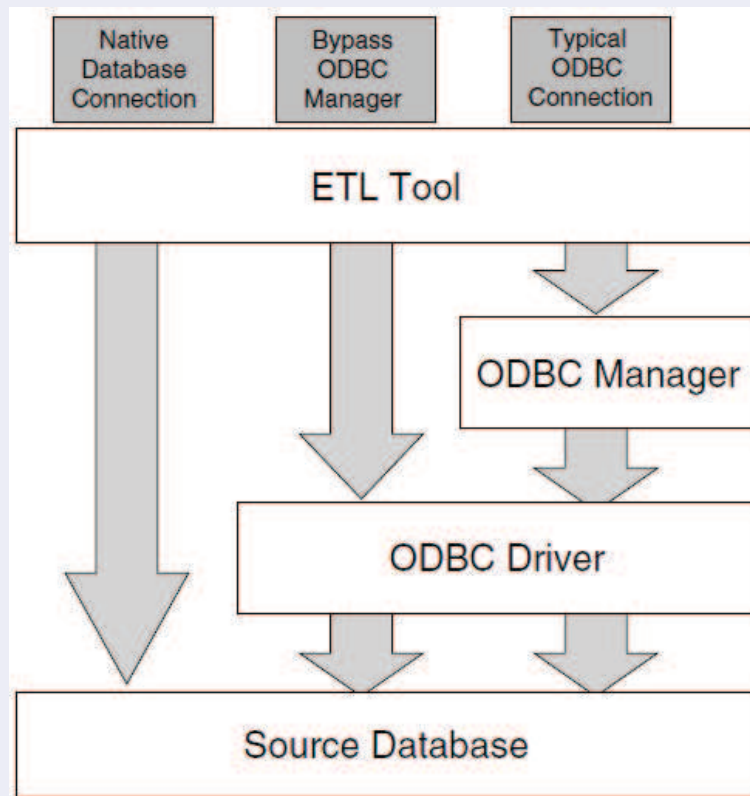 Native
Database
Connection
Bypass
ODBC
Manager
Typical
ODBC
Connection
ETL Tool
ODBC Manager
ODBC Driver
Source Database